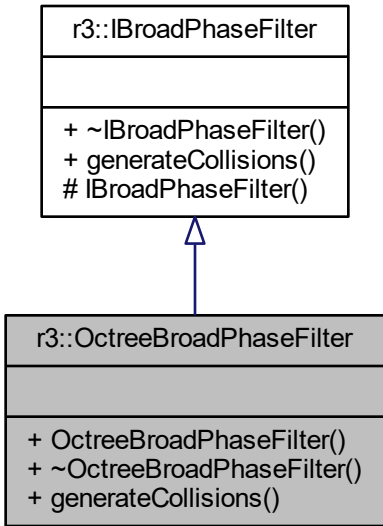 r3::IBroadPhaseFilter
+ ~IBroadPhaseFilter()
+ generateCollisions()
# IBroadPhaseFilter()
r3::OctreeBroadPhaseFilter
+ OctreeBroadPhaseFilter()
+ ~OctreeBroadPhaseFilter()
+ generateCollisions()